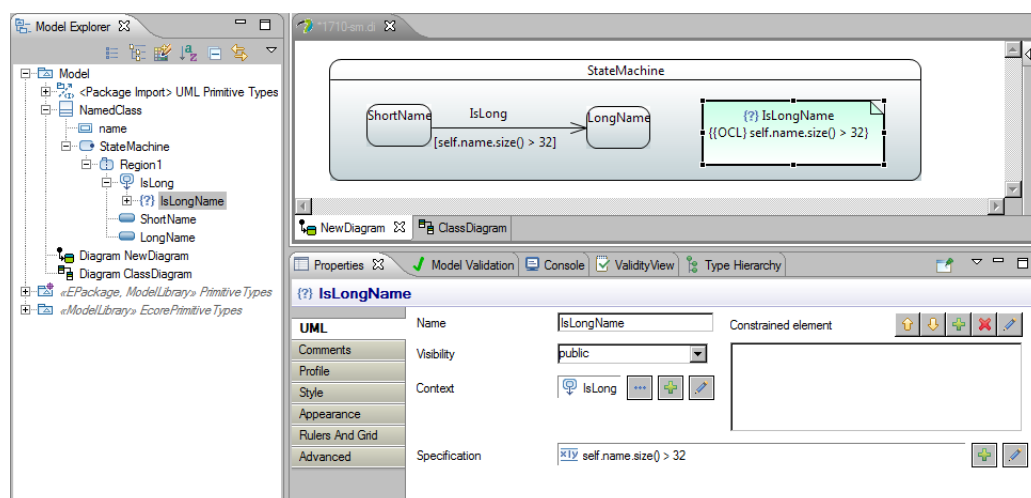 Model Explorer
Model
<Package Import> UML Primitive Types
NamedClass
name
StateMachine
Region1
IsLong
{?} IsLongName
ShortName
LongName
Diagram NewDiagram
Diagram ClassDiagram
«EPackage, ModelLibrary» PrimitiveTypes
«ModelLibrary» EcorePrimitiveTypes
*1710-sm.di
StateMachine
ShortName
IsLong
[self.name.size() > 32]
LongName
{?} IsLongName
{{OCL} self.name.size() > 32}
NewDiagram
ClassDiagram
Properties
Model Validation
Console
ValidityView
Type Hierarchy
{?} IsLongName
UML
Comments
Profile
Style
Appearance
Rulers And Grid
Advanced
Name
IsLongName
Constrained element
Visibility
public
Context
IsLong
Specification
x|y self.name.size() > 32